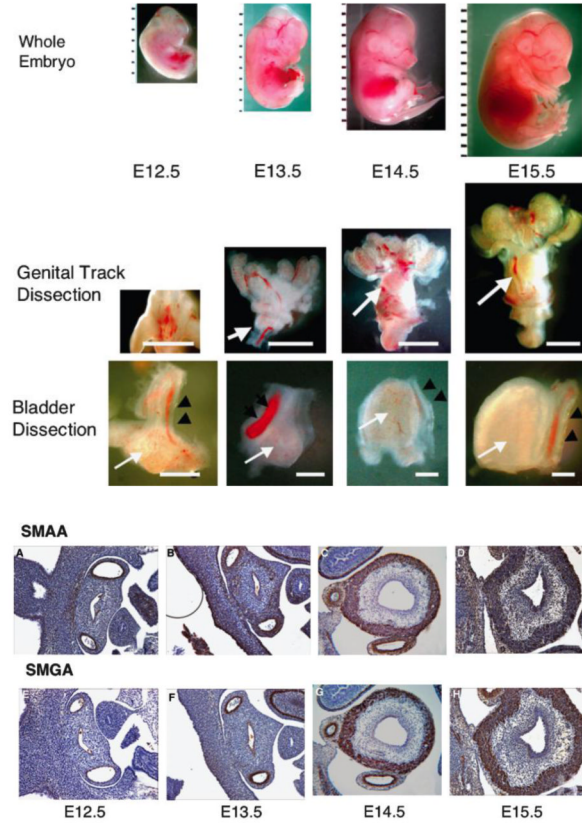 Whole
Embryo
E12.5 E13.5 E14.5 E15.5
Genital Track
Dissection
Bladder
Dissection
SMAA
A B C D
SMGA
E F G H
E12.5 E13.5 E14.5 E15.5